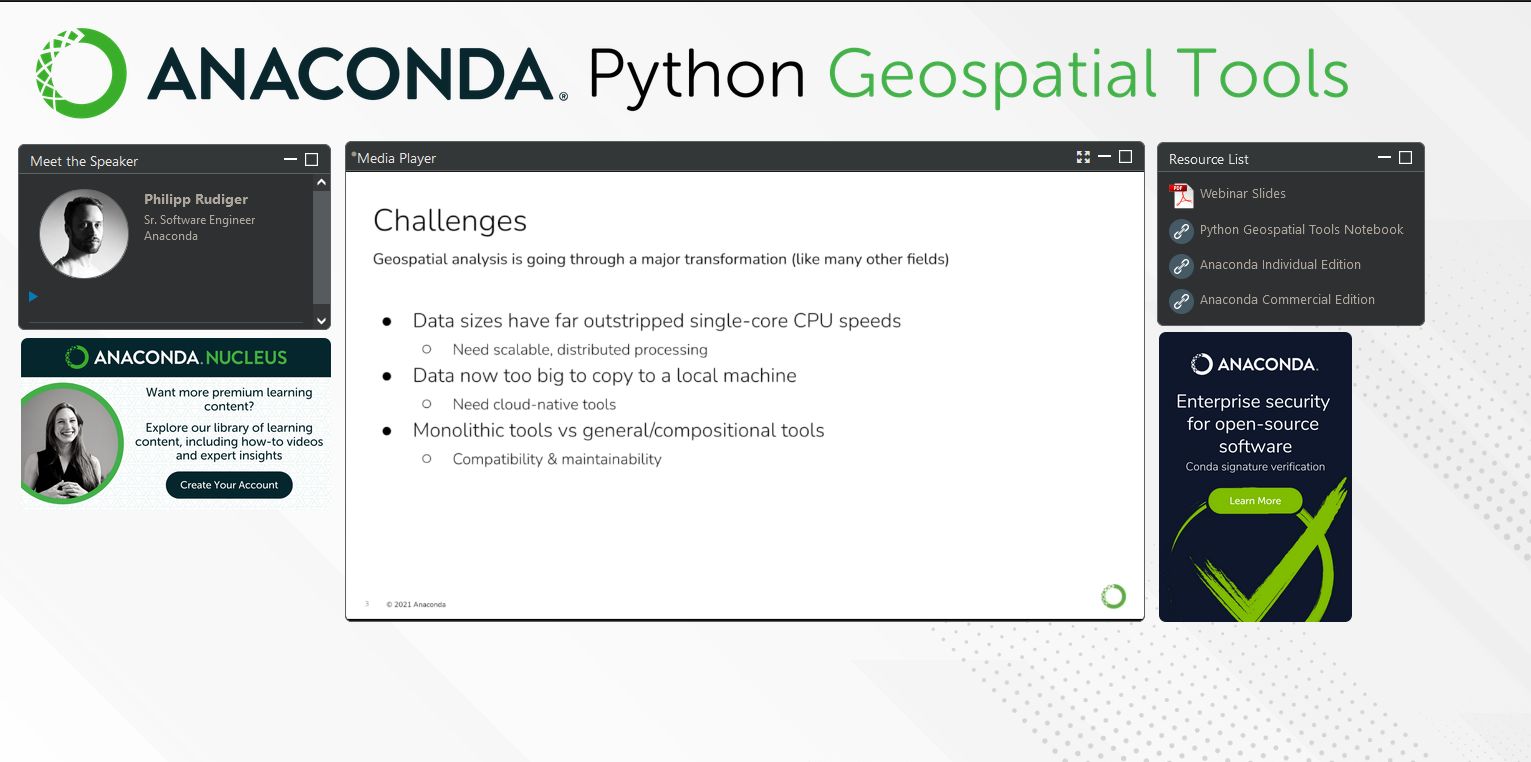 ANACONDA® Python Geospatial Tools
Meet the Speaker
Philipp Rudiger
Sr. Software Engineer
Anaconda
ANACONDA. NUCLEUS
Want more premium learning
content?
Explore our library of learning
content, including how-to videos
and expert insights
Create Your Account
*Media Player
Challenges
Geospatial analysis is going through a major transformation (like many other fields)
● Data sizes have far outstripped single-core CPU speeds
○ Need scalable, distributed processing
● Data now too big to copy to a local machine
○ Need cloud-native tools
● Monolithic tools vs general/compositional tools
○ Compatibility & maintainability
3 © 2021 Anaconda
Resource List
PDF
Webinar Slides
Python Geospatial Tools Notebook
Anaconda Individual Edition
Anaconda Commercial Edition
ANACONDA.
Enterprise security
for open-source
software
Conda signature verification
Learn More